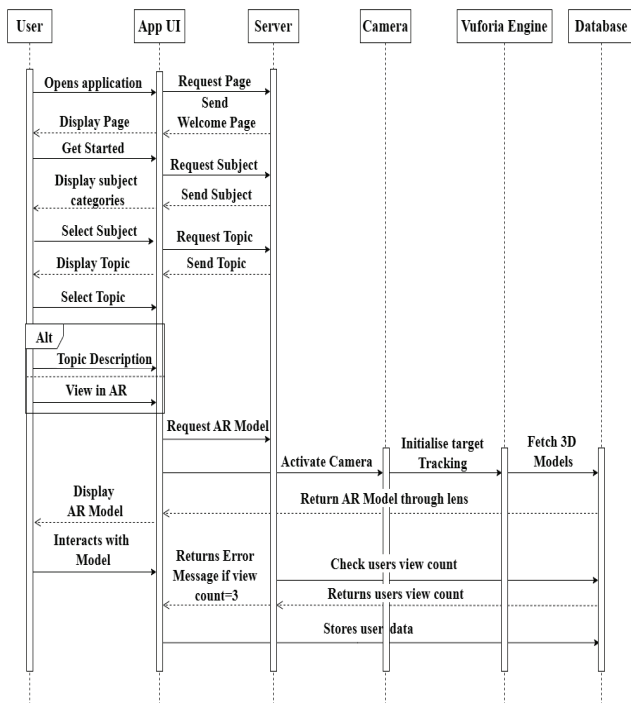 User
App UI
Server
Camera
Vuforia Engine
Database
Opens application
Request Page
Send
Welcome Page
Display Page
Get Started
Request Subject
Display subject
categories
Send Subject
Select Subject
Request Topic
Display Topic
Send Topic
Select Topic
Alt
Topic Description
View in AR
Request AR Model
Activate Camera
Initialise target
Tracking
Fetch 3D
Models
Return AR Model through lens
Display
AR Model
Interacts with
Model
Returns Error
Message if view
count=3
Check users view count
Returns users view count
Stores user data